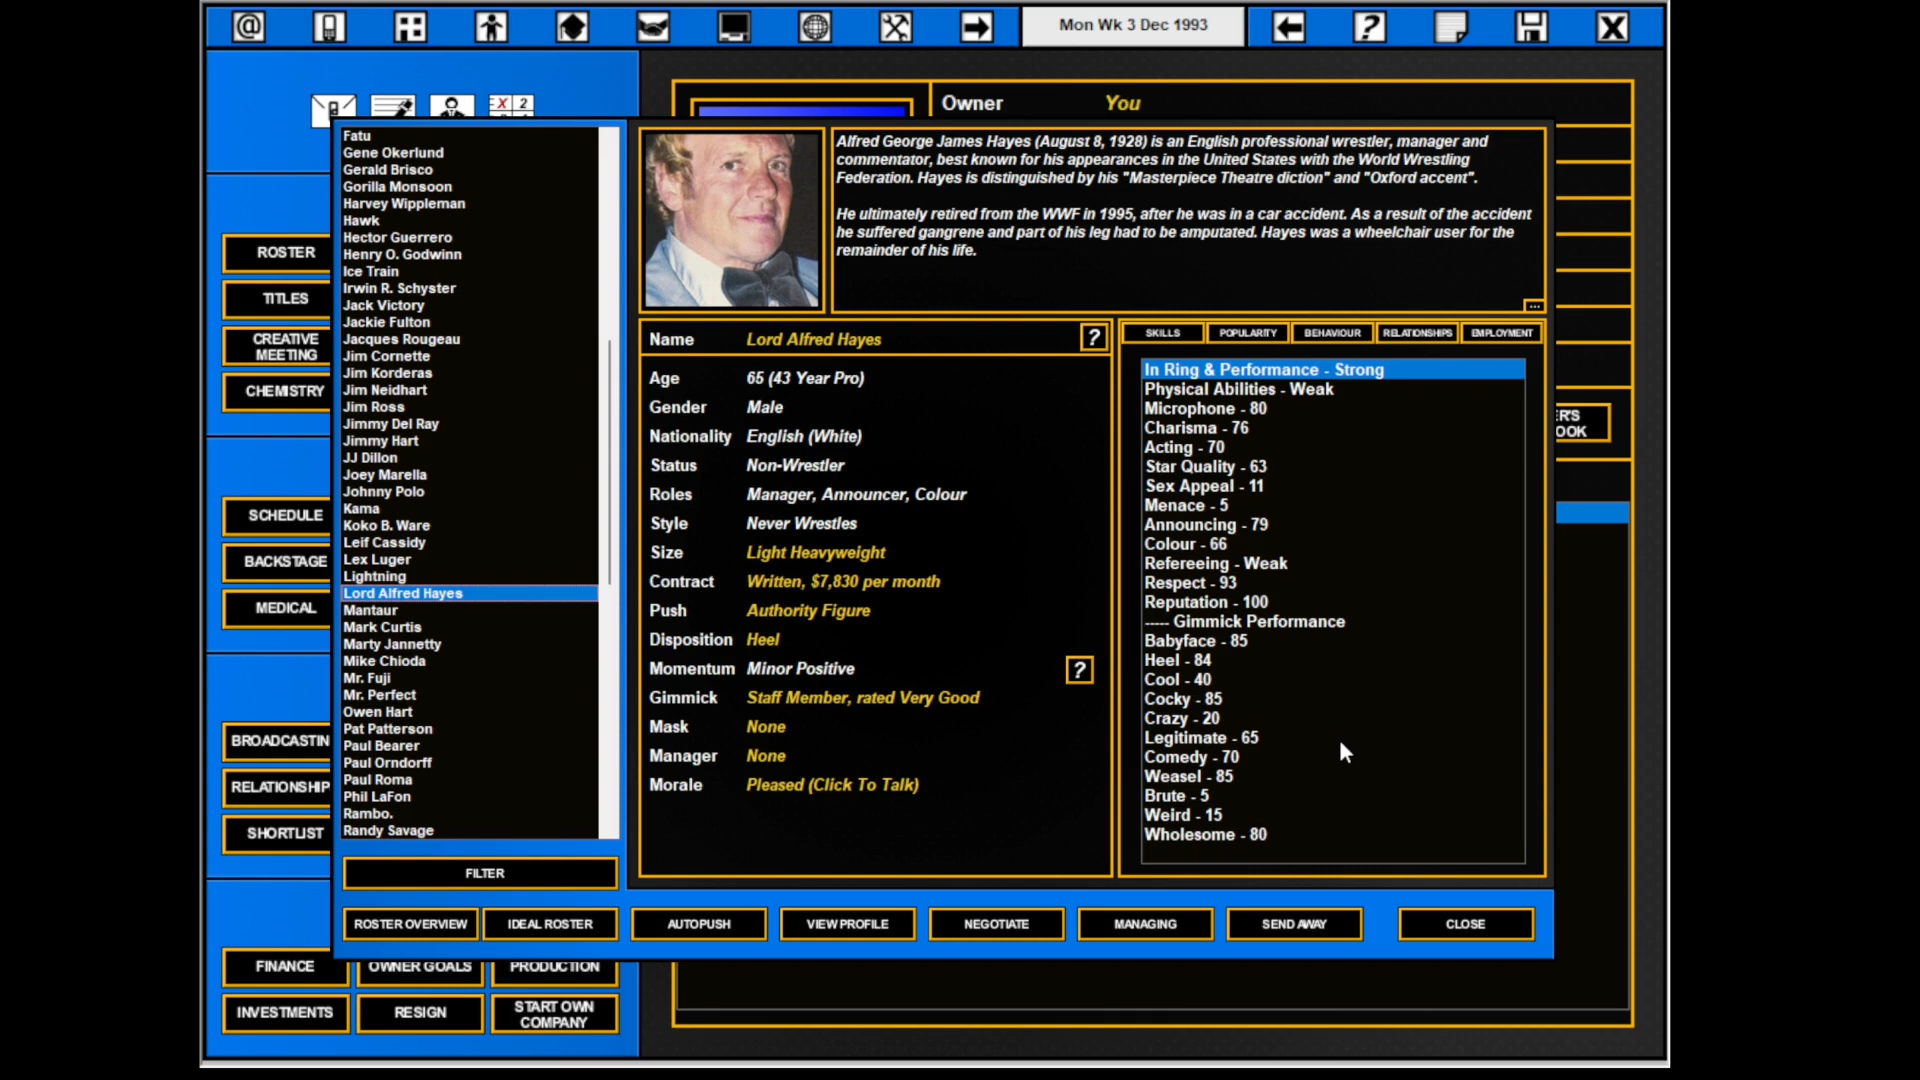 @
?
X
Mon Wk 3 Dec 1993
X 2
Owner
You
ROSTER
TITLES
CREATIVE
MEETING
CHEMISTRY
SCHEDULE
BACKSTAGE
MEDICAL
BROADCASTIN
RELATIONSHIP
SHORTLIST
FINANCE
OWNER GOALS
PRODUCTION
INVESTMENTS
RESIGN
START OWN
COMPANY
Fatu
Gene Okerlund
Gerald Brisco
Gorilla Monsoon
Harvey Wippleman
Hawk
Hector Guerrero
Henry O. Godwinn
Ice Train
Irwin R. Schyster
Jack Victory
Jackie Fulton
Jacques Rougeau
Jim Cornette
Jim Korderas
Jim Neidhart
Jim Ross
Jimmy Del Ray
Jimmy Hart
JJ Dillon
Joey Marella
Johnny Polo
Kama
Koko B. Ware
Leif Cassidy
Lex Luger
Lightning
Lord Alfred Hayes
Mantaur
Mark Curtis
Marty Jannetty
Mike Chioda
Mr. Fuji
Mr. Perfect
Owen Hart
Pat Patterson
Paul Bearer
Paul Orndorff
Paul Roma
Phil LaFon
Rambo.
Randy Savage
FILTER
Alfred George James Hayes (August 8, 1928) is an English professional wrestler, manager and
commentator, best known for his appearances in the United States with the World Wrestling
Federation. Hayes is distinguished by his "Masterpiece Theatre diction" and "Oxford accent".
He ultimately retired from the WWF in 1995, after he was in a car accident. As a result of the accident
he suffered gangrene and part of his leg had to be amputated. Hayes was a wheelchair user for the
remainder of his life.
...
Name Lord Alfred Hayes ?
Age 65 (43 Year Pro)
Gender Male
Nationality English (White)
Status Non-Wrestler
Roles Manager, Announcer, Colour
Style Never Wrestles
Size Light Heavyweight
Contract Written, $7,830 per month
Push Authority Figure
Disposition Heel
Momentum Minor Positive ?
Gimmick Staff Member, rated Very Good
Mask None
Manager None
Morale Pleased (Click To Talk)
SKILLS POPULARITY BEHAVIOUR RELATIONSHIPS EMPLOYMENT
In Ring & Performance - Strong
Physical Abilities - Weak
Microphone - 80
Charisma - 76
Acting - 70
Star Quality - 63
Sex Appeal - 11
Menace - 5
Announcing - 79
Colour - 66
Refereeing - Weak
Respect - 93
Reputation - 100
----- Gimmick Performance
Babyface - 85
Heel - 84
Cool - 40
Cocky - 85
Crazy - 20
Legitimate - 65
Comedy - 70
Weasel - 85
Brute - 5
Weird - 15
Wholesome - 80
ER'S
OOK
ROSTER OVERVIEW IDEAL ROSTER AUTOPUSH VIEW PROFILE NEGOTIATE MANAGING SEND AWAY CLOSE